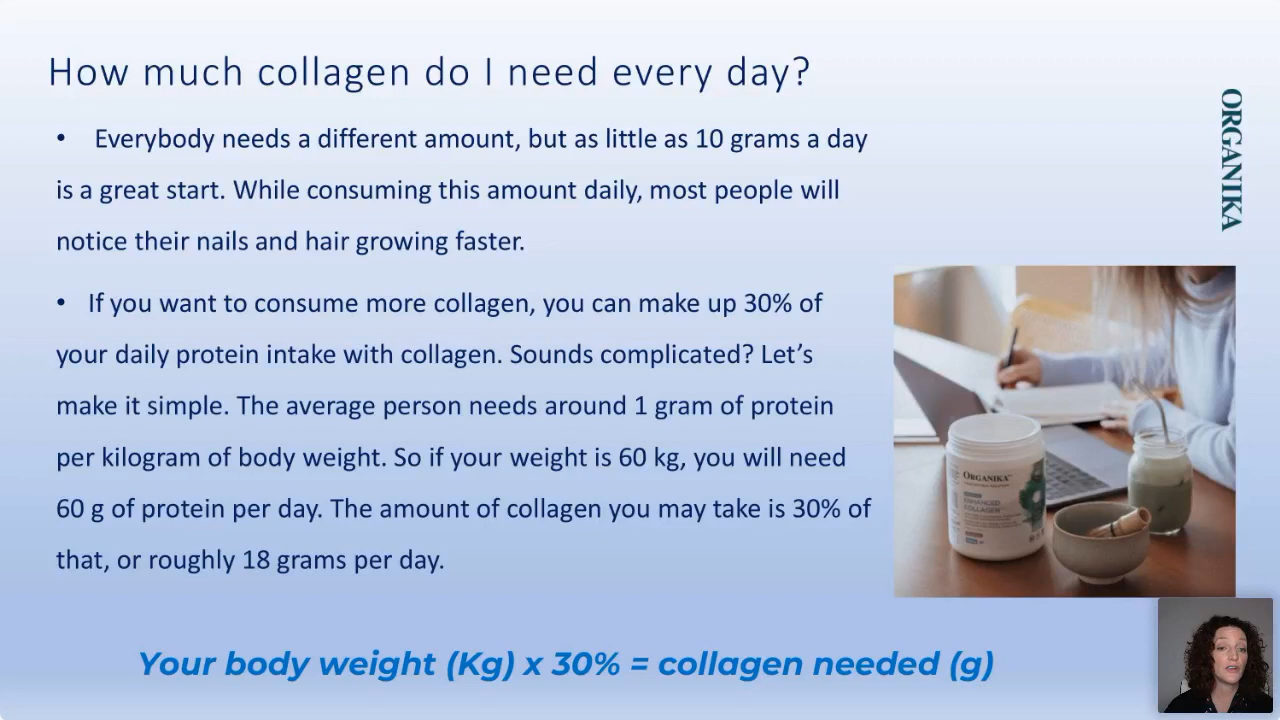 How much collagen do I need every day?
• Everybody needs a different amount, but as little as 10 grams a day
is a great start. While consuming this amount daily, most people will
notice their nails and hair growing faster.
• If you want to consume more collagen, you can make up 30% of
your daily protein intake with collagen. Sounds complicated? Let’s
make it simple. The average person needs around 1 gram of protein
per kilogram of body weight. So if your weight is 60 kg, you will need
60 g of protein per day. The amount of collagen you may take is 30% of
that, or roughly 18 grams per day.
Your body weight (Kg) x 30% = collagen needed (g)
ORGANIKA
ORGANIKA
ENHANCED
COLLAGEN